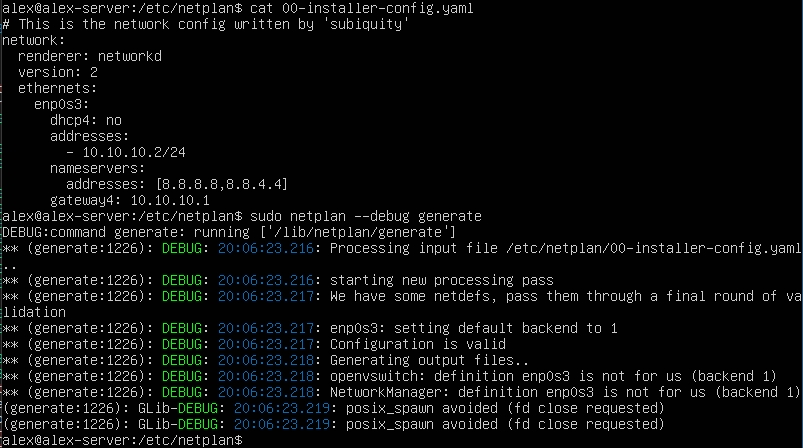 alex@alex-server:/etc/netplan$ cat 00-installer-config.yaml
# This is the network config written by 'subiquity'
network:
  renderer: networkd
  version: 2
  ethernets:
    enp0s3:
      dhcp4: no
      addresses:
        - 10.10.10.2/24
      nameservers:
        addresses: [8.8.8.8,8.8.4.4]
      gateway4: 10.10.10.1
alex@alex-server:/etc/netplan$ sudo netplan --debug generate
DEBUG:command generate: running ['/lib/netplan/generate']
** (generate:1226): DEBUG: 20:06:23.216: Processing input file /etc/netplan/00-installer-config.yaml
..
** (generate:1226): DEBUG: 20:06:23.216: starting new processing pass
** (generate:1226): DEBUG: 20:06:23.217: We have some netdefs, pass them through a final round of va
lidation
** (generate:1226): DEBUG: 20:06:23.217: enp0s3: setting default backend to 1
** (generate:1226): DEBUG: 20:06:23.217: Configuration is valid
** (generate:1226): DEBUG: 20:06:23.218: Generating output files..
** (generate:1226): DEBUG: 20:06:23.218: openvswitch: definition enp0s3 is not for us (backend 1)
** (generate:1226): DEBUG: 20:06:23.218: NetworkManager: definition enp0s3 is not for us (backend 1)
(generate:1226): GLib-DEBUG: 20:06:23.219: posix_spawn avoided (fd close requested)
(generate:1226): GLib-DEBUG: 20:06:23.219: posix_spawn avoided (fd close requested)
alex@alex-server:/etc/netplan$